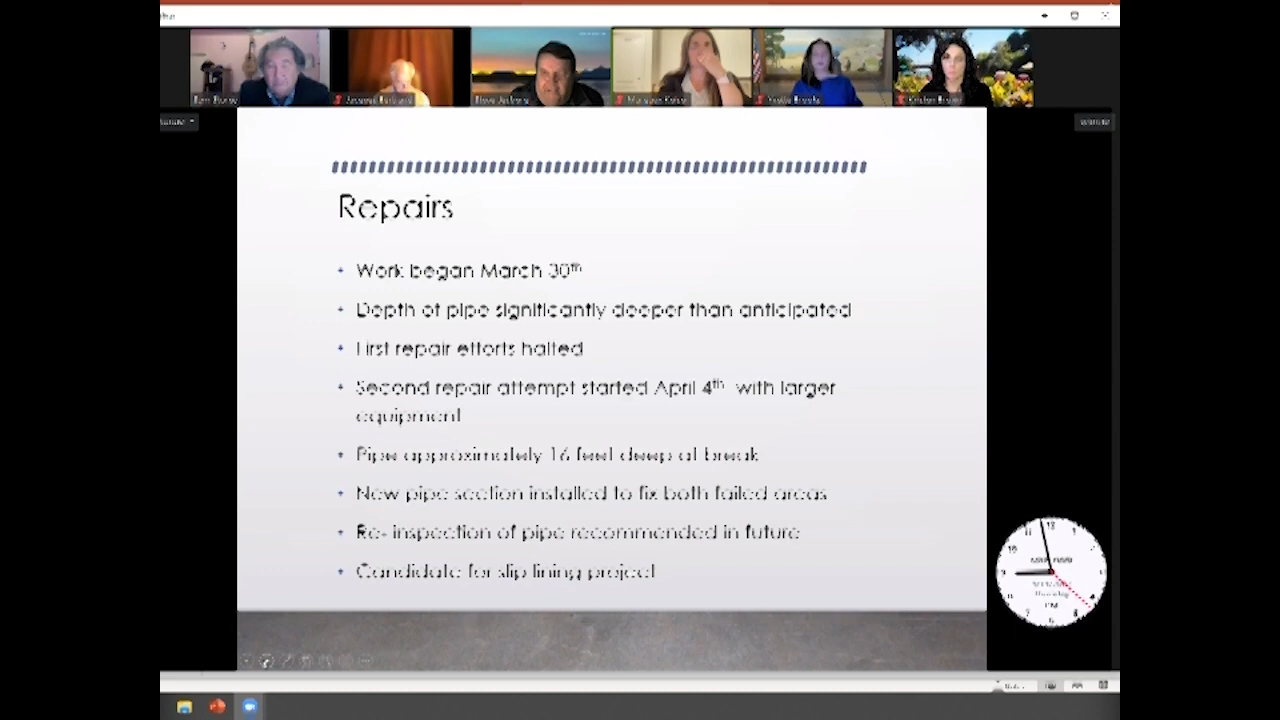 Repairs
Work began March 30th
Depth of pipe significantly deeper than anticipated
First repair efforts halted
Second repair attempt started April 4th with larger
equipment
Pipe approximately 16 feet deep at break
New pipe section installed to fix both failed areas
Re- inspection of pipe recommended in future
Candidate for slip lining project